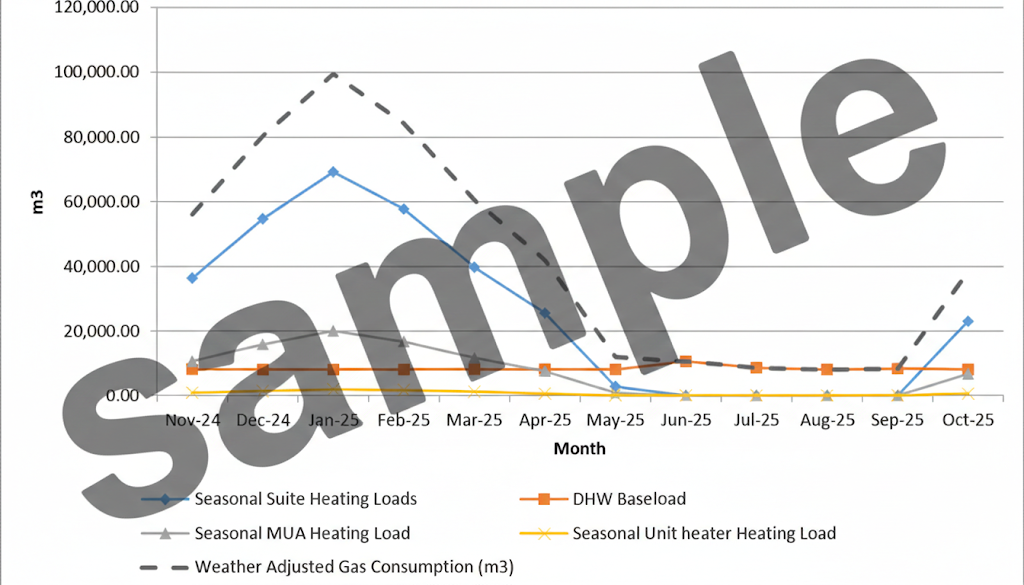 120,000.00
100,000.00
80,000.00
60,000.00
40,000.00
20,000.00
0.00
m3
Nov-24 Dec-24 Jan-25 Feb-25 Mar-25 Apr-25 May-25 Jun-25 Jul-25 Aug-25 Sep-25 Oct-25
Month
Seasonal Suite Heating Loads DHW Baseload
Seasonal MUA Heating Load Seasonal Unit heater Heating Load
Weather Adjusted Gas Consumption (m3)
sample